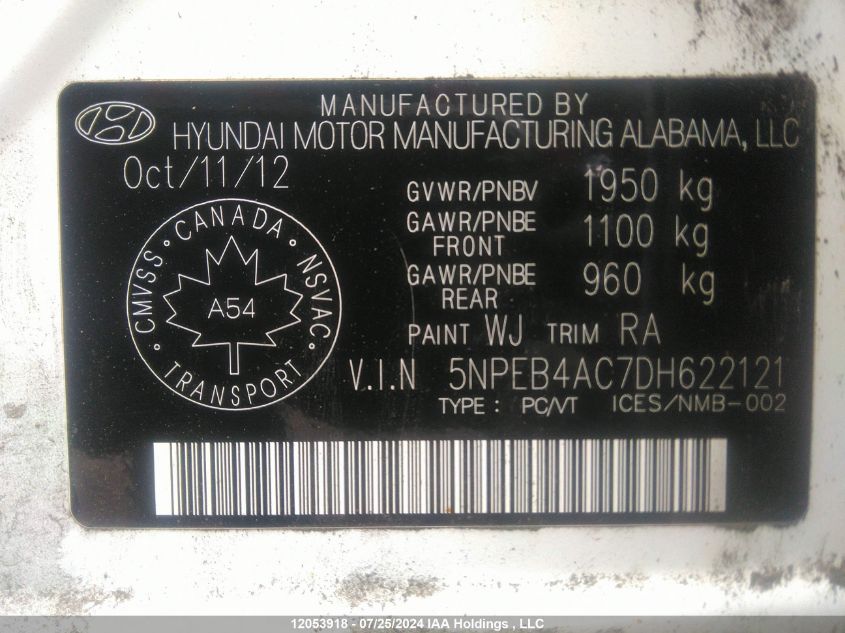 MANUFACTURED BY
HYUNDAI MOTOR MANUFACTURING ALABAMA, LLC
Oct/11/12
GVWR/PNBV 1950 kg
GAWR/PNBE FRONT 1100 kg
GAWR/PNBE REAR 960 kg
CMVSS · CANADA · NSVAC · TRANSPORT ·
A54
PAINT WJ TRIM RA
V.I.N 5NPEB4AC7DH622121
TYPE : PC/VT ICES/NMB-002
12053918 - 07/25/2024 IAA Holdings , LLC